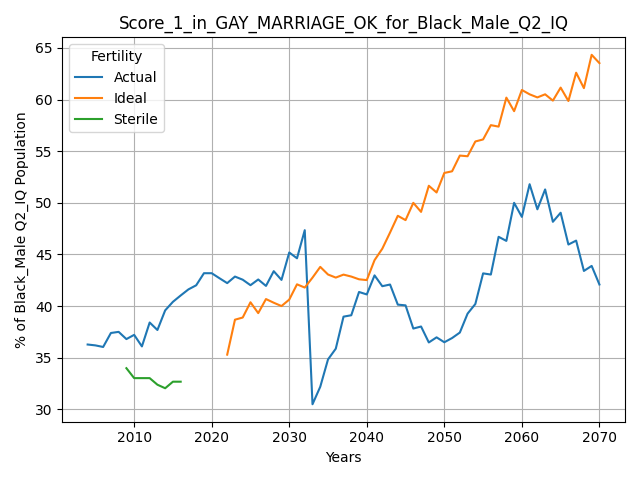 Score_1_in_GAY_MARRIAGE_OK_for_Black_Male_Q2_IQ
Fertility
Actual
Ideal
Sterile
% of Black_Male Q2_IQ Population
65
60
55
50
45
40
35
30
2010
2020
2030
2040
2050
2060
2070
Years